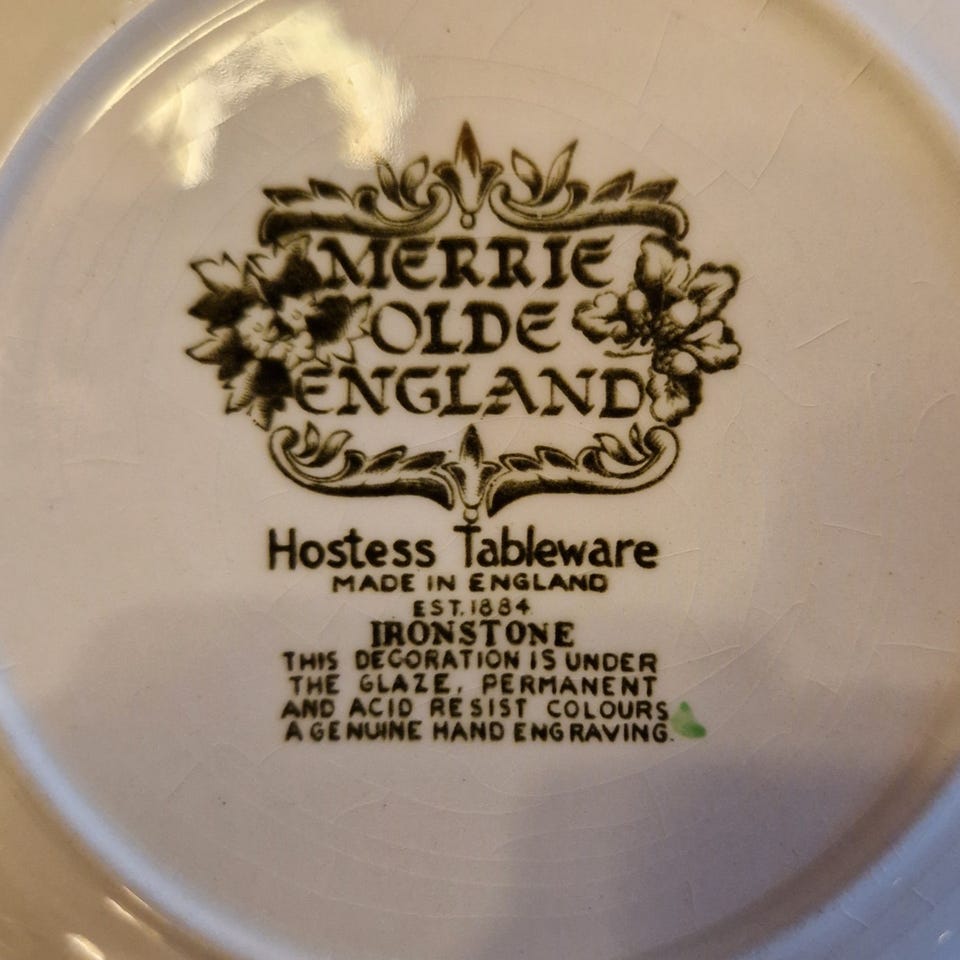 MERRIE
OLDE
ENGLAND
Hostess Tableware
MADE IN ENGLAND
EST. 1884
IRONSTONE
THIS DECORATION IS UNDER
THE GLAZE, PERMANENT
AND ACID RESIST COLOURS
A GENUINE HAND ENGRAVING.